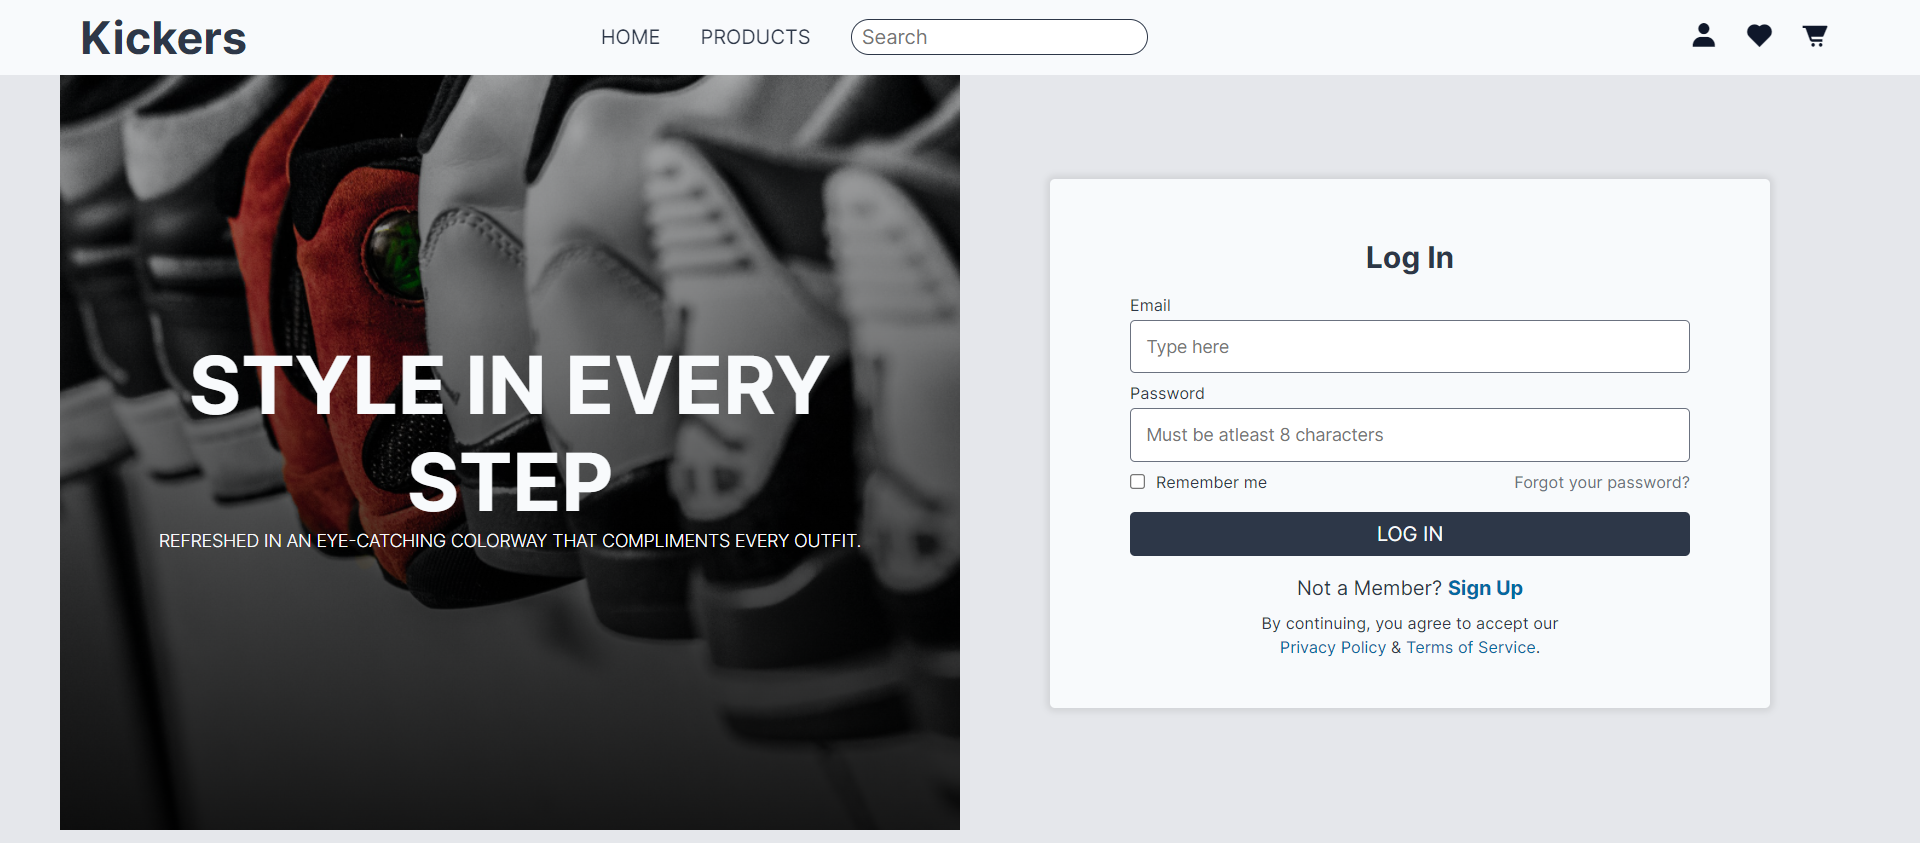 Kickers
HOME
PRODUCTS
Search
STYLE IN EVERY
STEP
REFRESHED IN AN EYE-CATCHING COLORWAY THAT COMPLIMENTS EVERY OUTFIT.
Log In
Email
Type here
Password
Must be atleast 8 characters
Remember me
Forgot your password?
LOG IN
Not a Member? Sign Up
By continuing, you agree to accept our
Privacy Policy & Terms of Service.